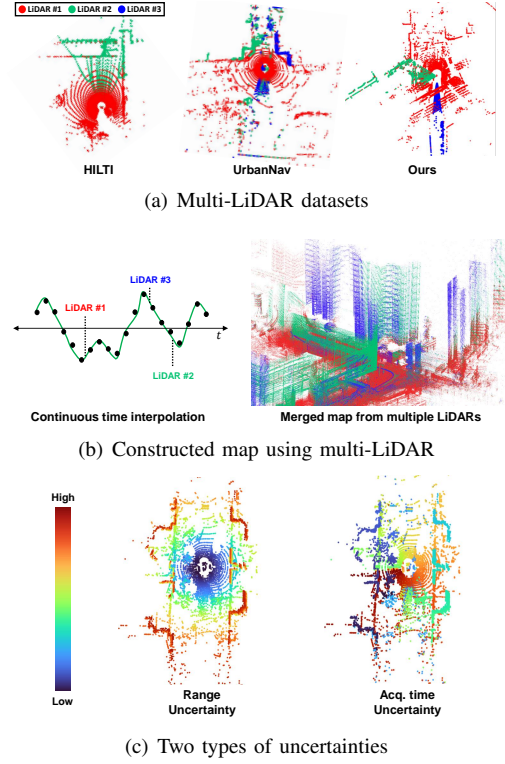 LiDAR #1 LiDAR #2 LiDAR #3
HILTI UrbanNav Ours
(a) Multi-LiDAR datasets
LiDAR #3
LiDAR #1
t
LiDAR #2
Continuous time interpolation Merged map from multiple LiDARs
(b) Constructed map using multi-LiDAR
High
Low
Range Acq. time
Uncertainty Uncertainty
(c) Two types of uncertainties